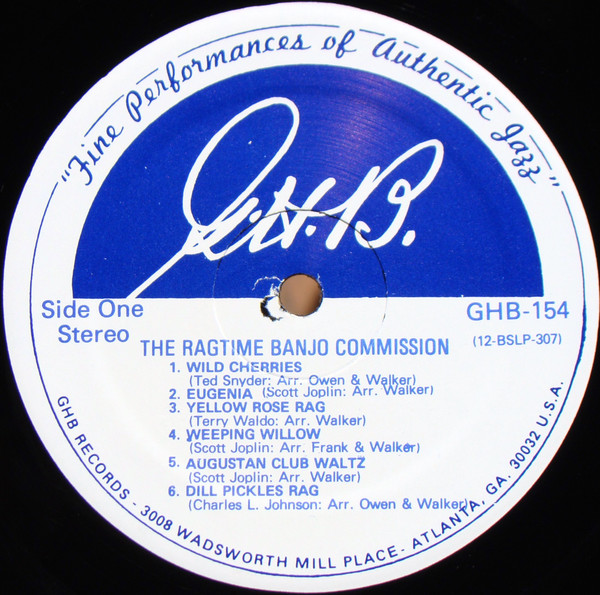 "Fine Performances of Authentic Jazz"
G.H.B.
Side One
Stereo
GHB-154
(12-BSLP-307)
THE RAGTIME BANJO COMMISSION
1. WILD CHERRIES
(Ted Snyder: Arr. Owen & Walker)
2. EUGENIA (Scott Joplin: Arr. Walker)
3. YELLOW ROSE RAG
(Terry Waldo: Arr. Walker)
4. WEEPING WILLOW
(Scott Joplin: Arr. Frank & Walker)
5. AUGUSTAN CLUB WALTZ
(Scott Joplin: Arr. Walker)
6. DILL PICKLES RAG
(Charles L. Johnson: Arr. Owen & Walker)
GHB RECORDS - 3008 WADSWORTH MILL PLACE- ATLANTA, GA. 30032 U.S.A.